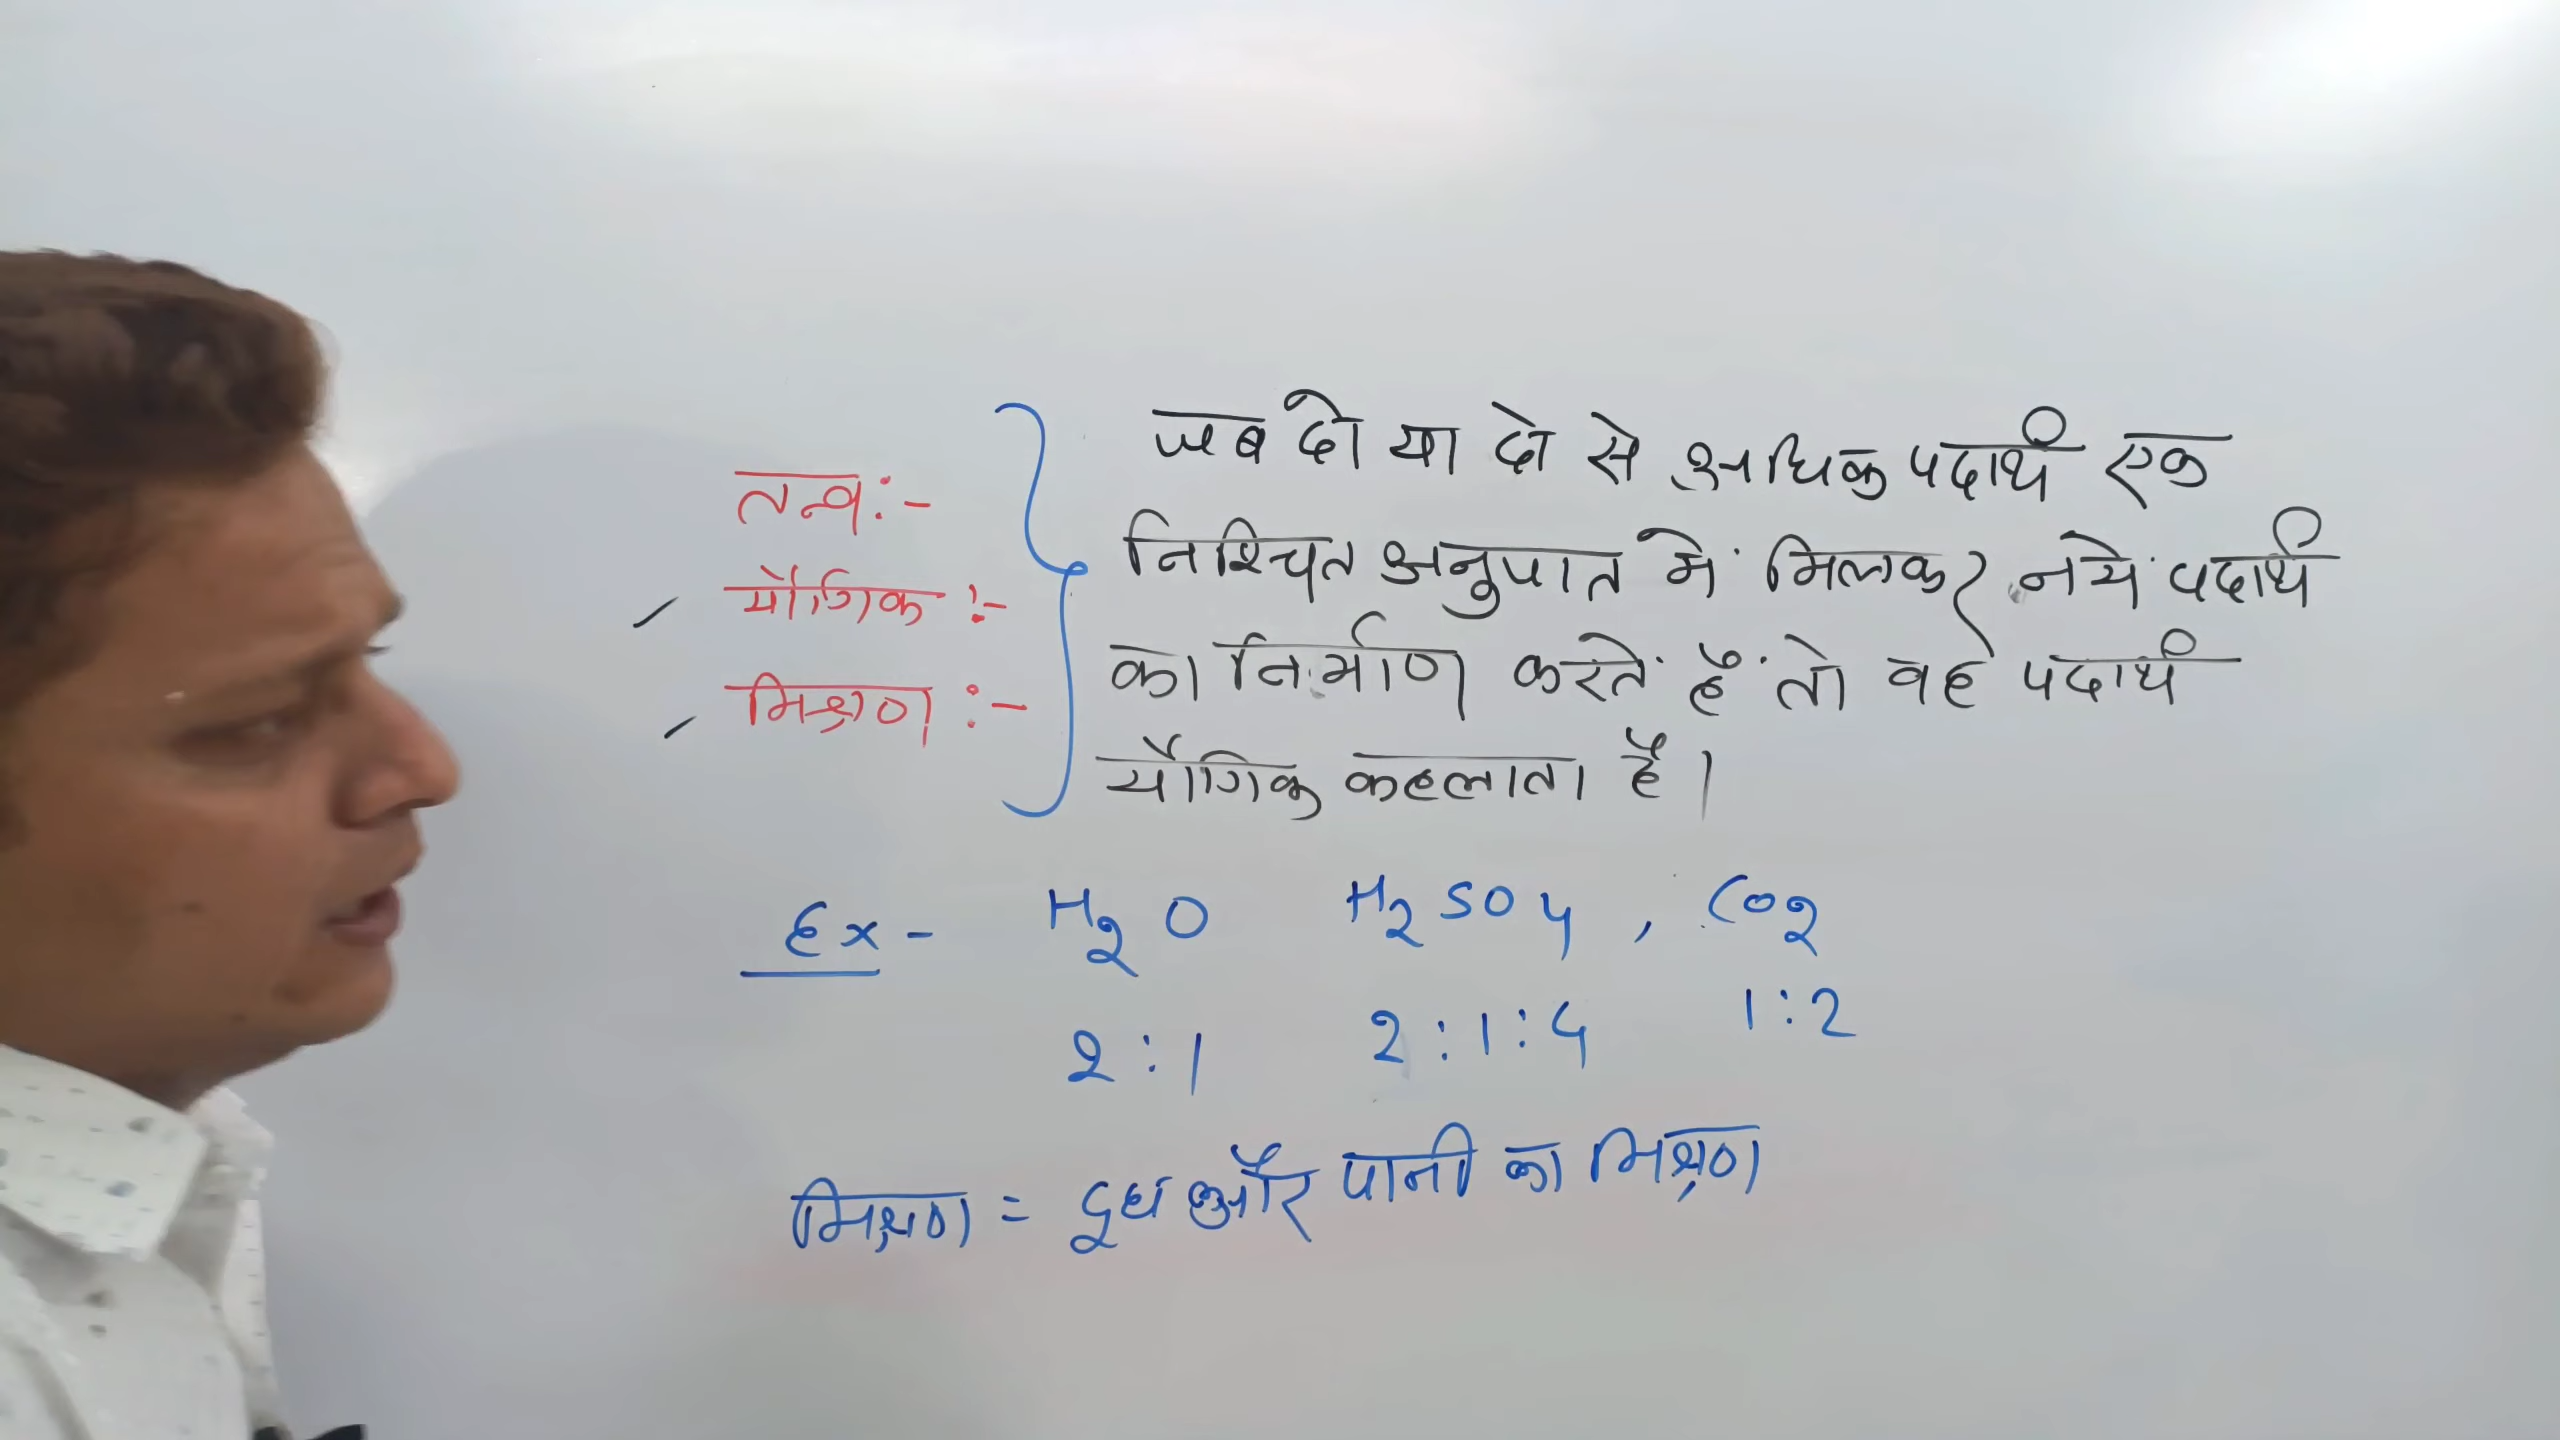 तत्व :-
यौगिक :-
मिश्रण :-
जब दो या दो से अधिक पदार्थ एक
निश्चित अनुपात में मिलकर नये पदार्थ
का निर्माण करते हैं तो वह पदार्थ
यौगिक कहलाता है।
Ex - H2O H2SO4 , CO2
2 : 1 2 : 1 : 4 1 : 2
मिश्रण = दूध और पानी का मिश्रण